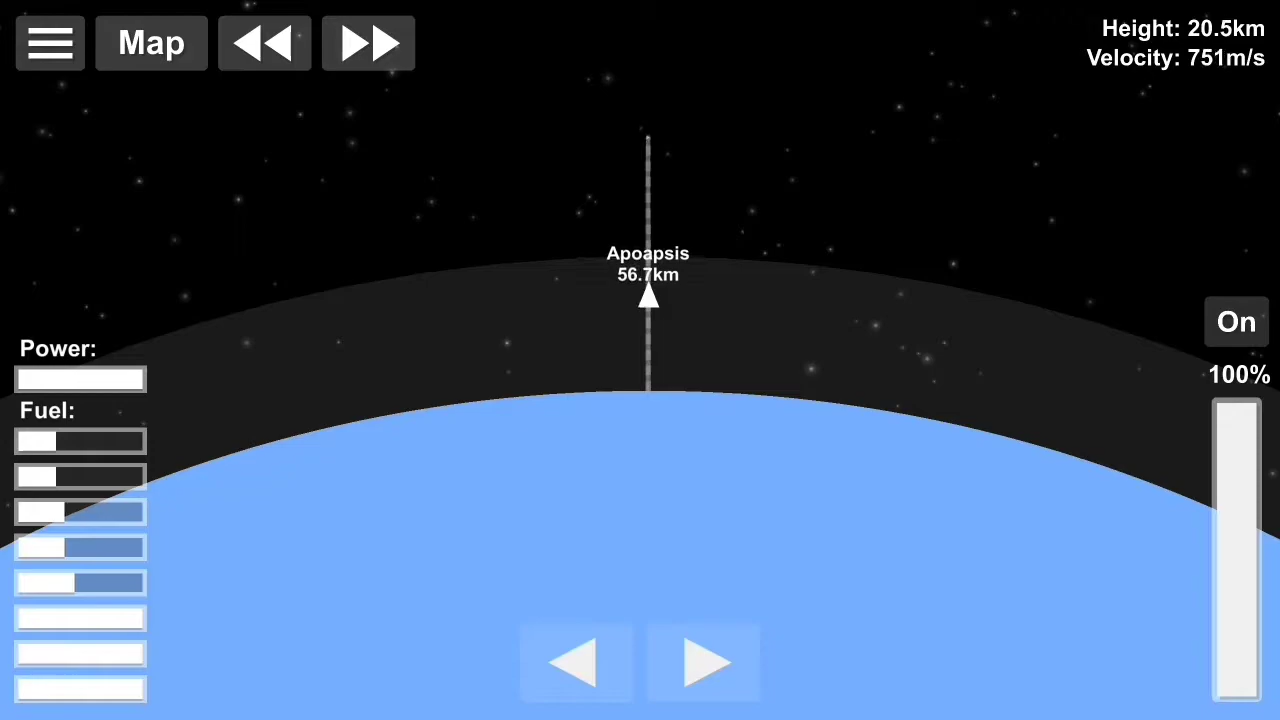 Map
Height: 20.5km
Velocity: 751m/s
Apoapsis
56.7km
On
100%
Power:
Fuel: